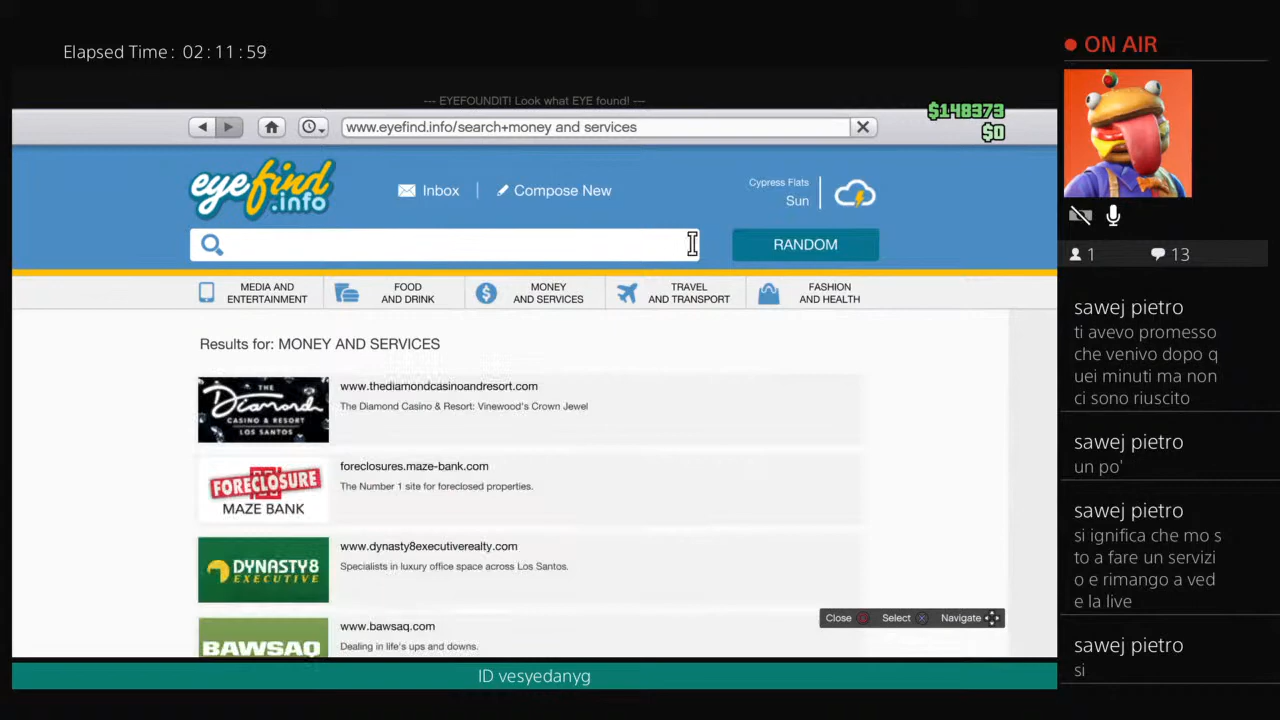 Elapsed Time: 02:11:59
ON AIR
--- EYEFOUNDIT! Look what EYE found! ---
$148373
$0
www.eyefind.info/search+money and services
eyefind
.info
Inbox
Compose New
Cypress Flats
Sun
RANDOM
MEDIA AND
ENTERTAINMENT
FOOD
AND DRINK
MONEY
AND SERVICES
TRAVEL
AND TRANSPORT
FASHION
AND HEALTH
Results for: MONEY AND SERVICES
THE
Diamond
CASINO & RESORT
LOS SANTOS
www.thediamondcasinoandresort.com
The Diamond Casino & Resort: Vinewood's Crown Jewel
FORECLOSURE
MAZE BANK
foreclosures.maze-bank.com
The Number 1 site for foreclosed properties.
DYNASTY8
EXECUTIVE
www.dynasty8executiverealty.com
Specialists in luxury office space across Los Santos.
BAWSAQ
www.bawsaq.com
Dealing in life's ups and downs.
Close
Select
Navigate
ID vesyedanyg
1
13
sawej pietro
ti avevo promesso
che venivo dopo q
uei minuti ma non
ci sono riuscito
sawej pietro
un po'
sawej pietro
si ignifica che mo s
to a fare un servizi
o e rimango a ved
e la live
sawej pietro
si